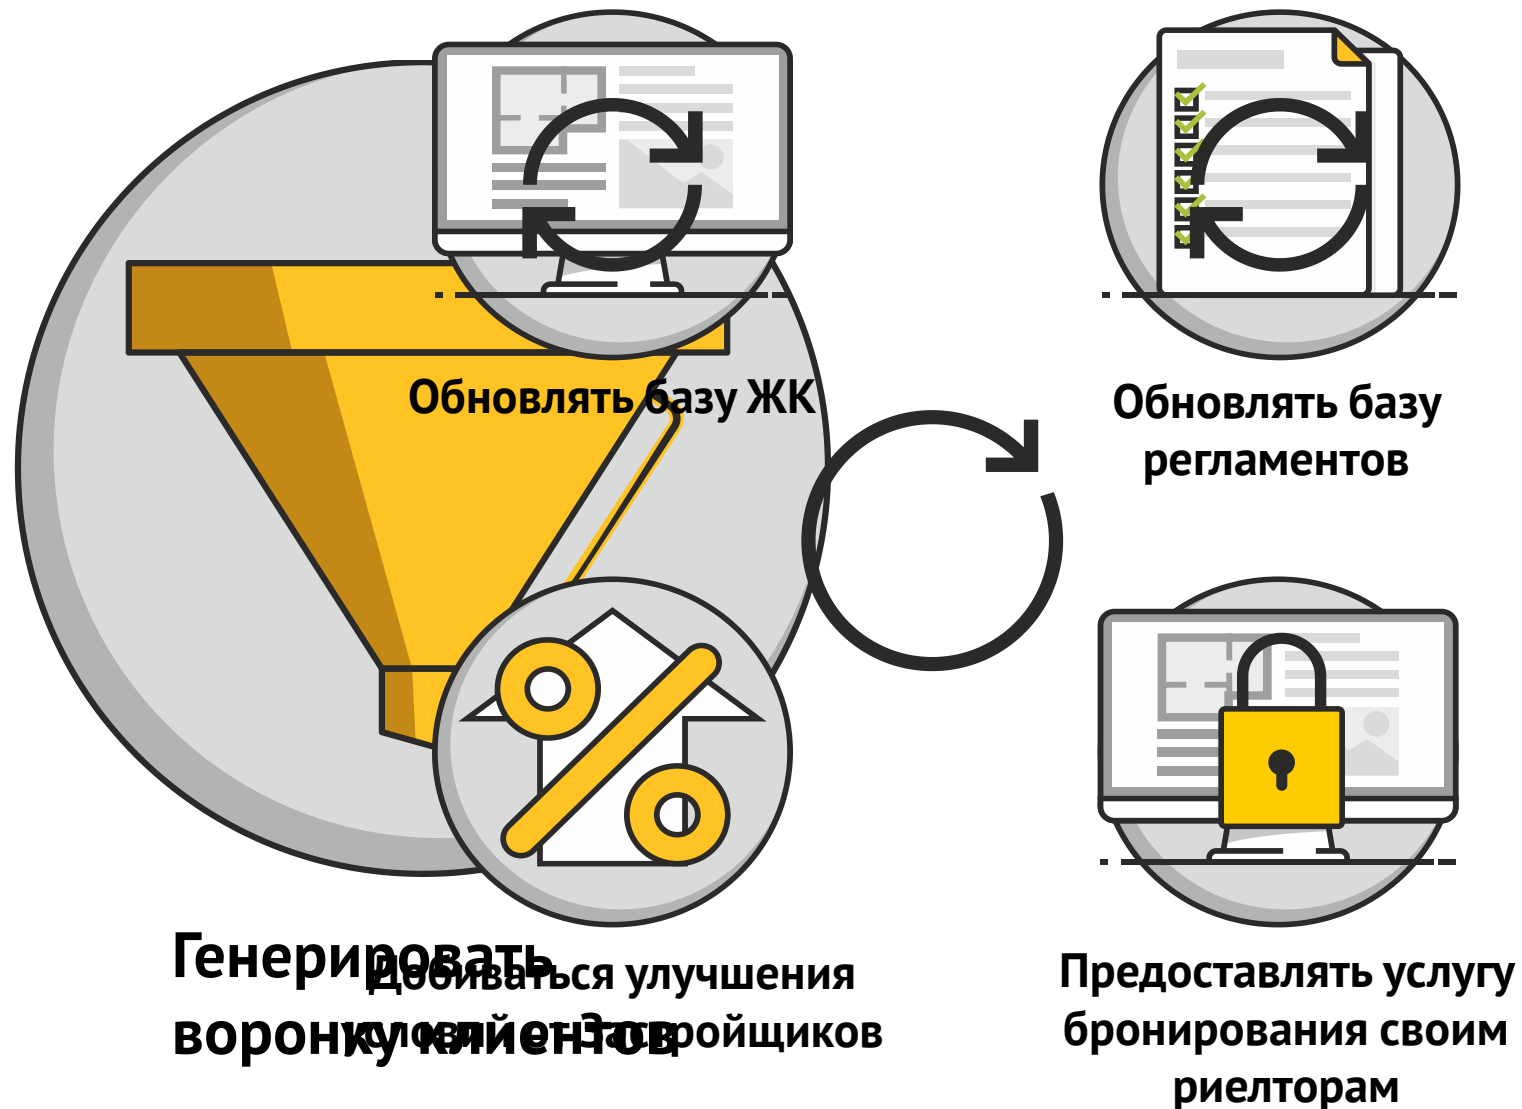 Обновлять базу ЖК
Обновлять базу
регламентов
Генерировать
воронку клиентов
Добиваться улучшения
условий от Застройщиков
Предоставлять услугу
бронирования своим
риелторам